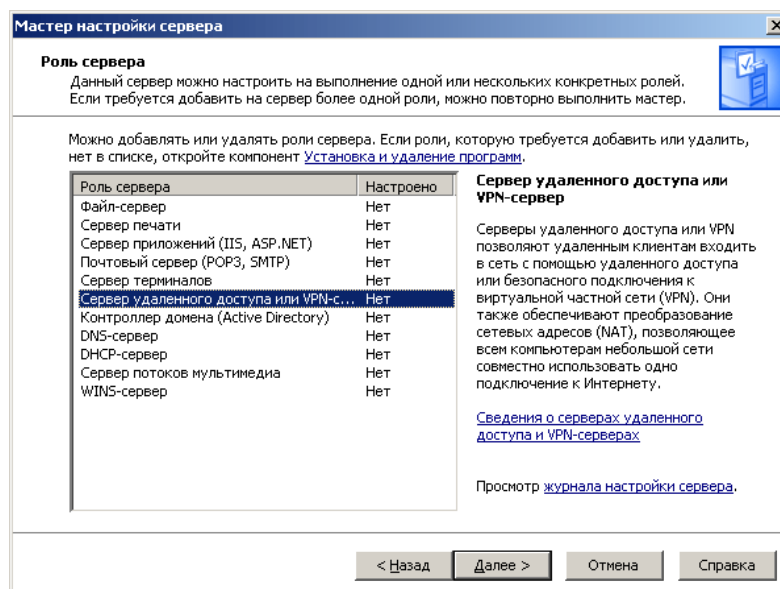 Мастер настройки сервера
Роль сервера
Данный сервер можно настроить на выполнение одной или нескольких конкретных ролей.
Если требуется добавить на сервер более одной роли, можно повторно выполнить мастер.
Можно добавлять или удалять роли сервера. Если роли, которую требуется добавить или удалить,
нет в списке, откройте компонент Установка и удаление программ.
Роль сервера Настроено
Файл-сервер Нет
Сервер печати Нет
Сервер приложений (IIS, ASP.NET) Нет
Почтовый сервер (POP3, SMTP) Нет
Сервер терминалов Нет
Сервер удаленного доступа или VPN-с... Нет
Контроллер домена (Active Directory) Нет
DNS-сервер Нет
DHCP-сервер Нет
Сервер потоков мультимедиа Нет
WINS-сервер Нет
Сервер удаленного доступа или
VPN-сервер
Серверы удаленного доступа или VPN
позволяют удаленным клиентам входить
в сеть с помощью удаленного доступа
или безопасного подключения к
виртуальной частной сети (VPN). Они
также обеспечивают преобразование
сетевых адресов (NAT), позволяющее
всем компьютерам небольшой сети
совместно использовать одно
подключение к Интернету.
Сведения о серверах удаленного
доступа и VPN-серверах
Просмотр журнала настройки сервера.
< Назад Далее > Отмена Справка